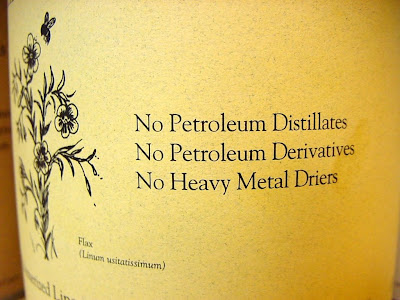 No Petroleum Distillates
No Petroleum Derivatives
No Heavy Metal Driers
Flax
(Linum usitatissimum)